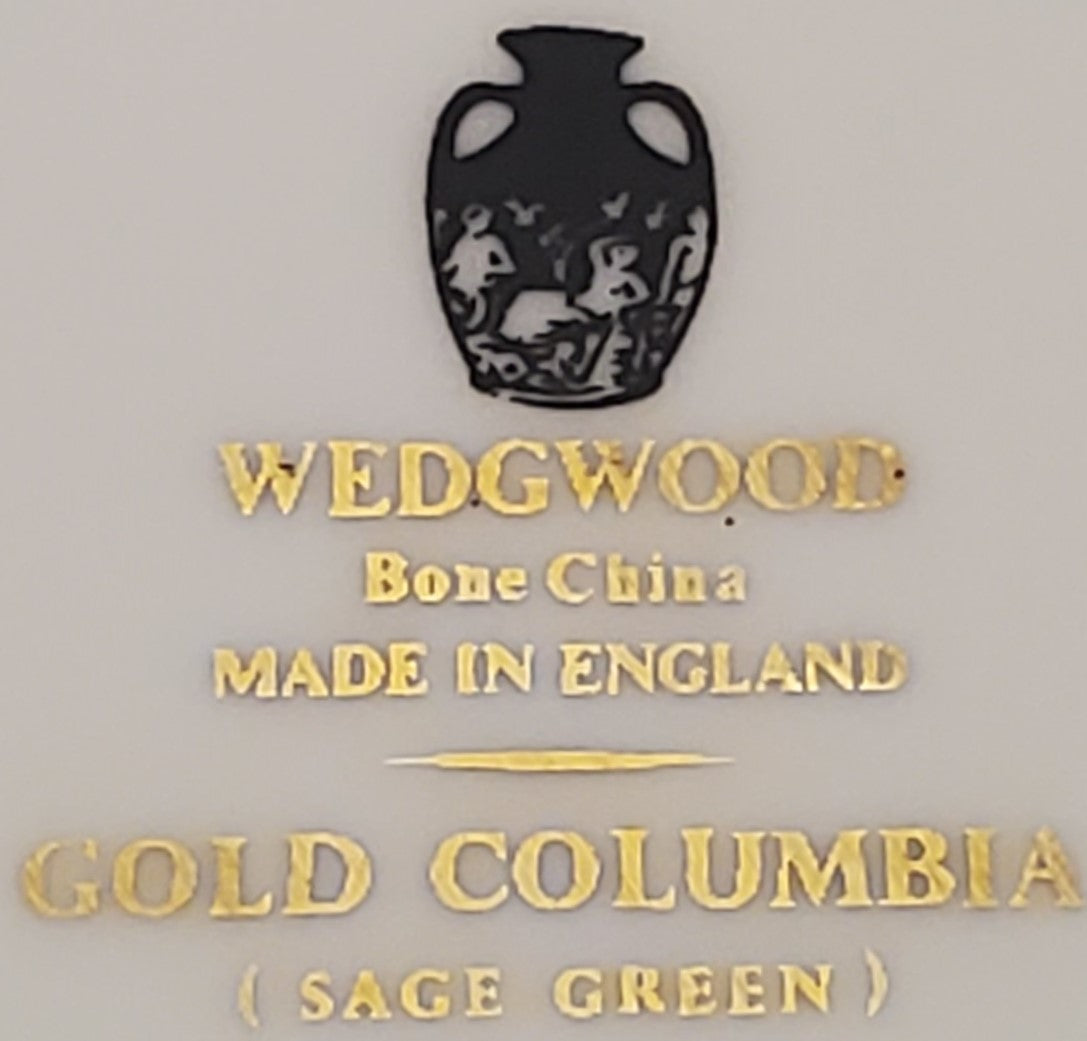 WEDGWOOD
Bone China
MADE IN ENGLAND
GOLD COLUMBIA
( SAGE GREEN )